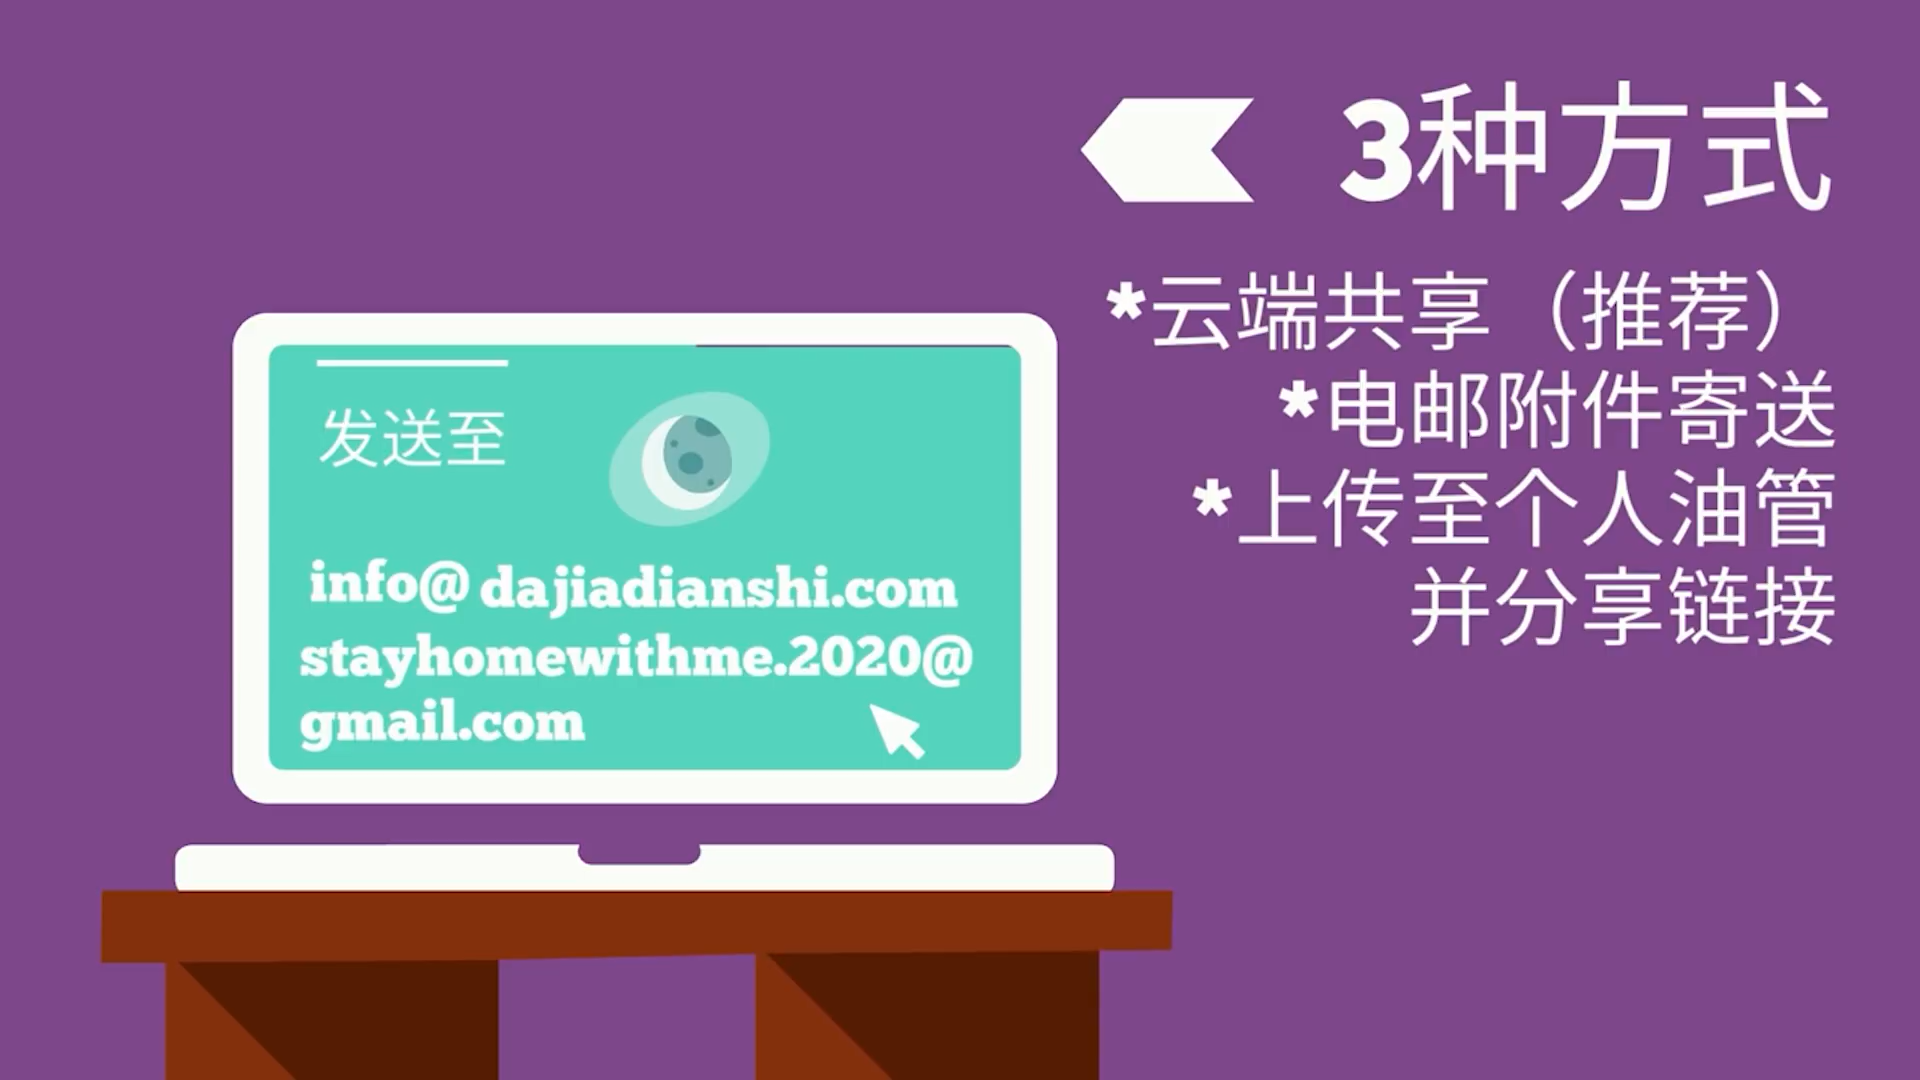 3种方式
*云端共享（推荐）
*电邮附件寄送
*上传至个人油管
并分享链接
发送至
info@dajiadianshi.com
stayhomewithme.2020@
gmail.com